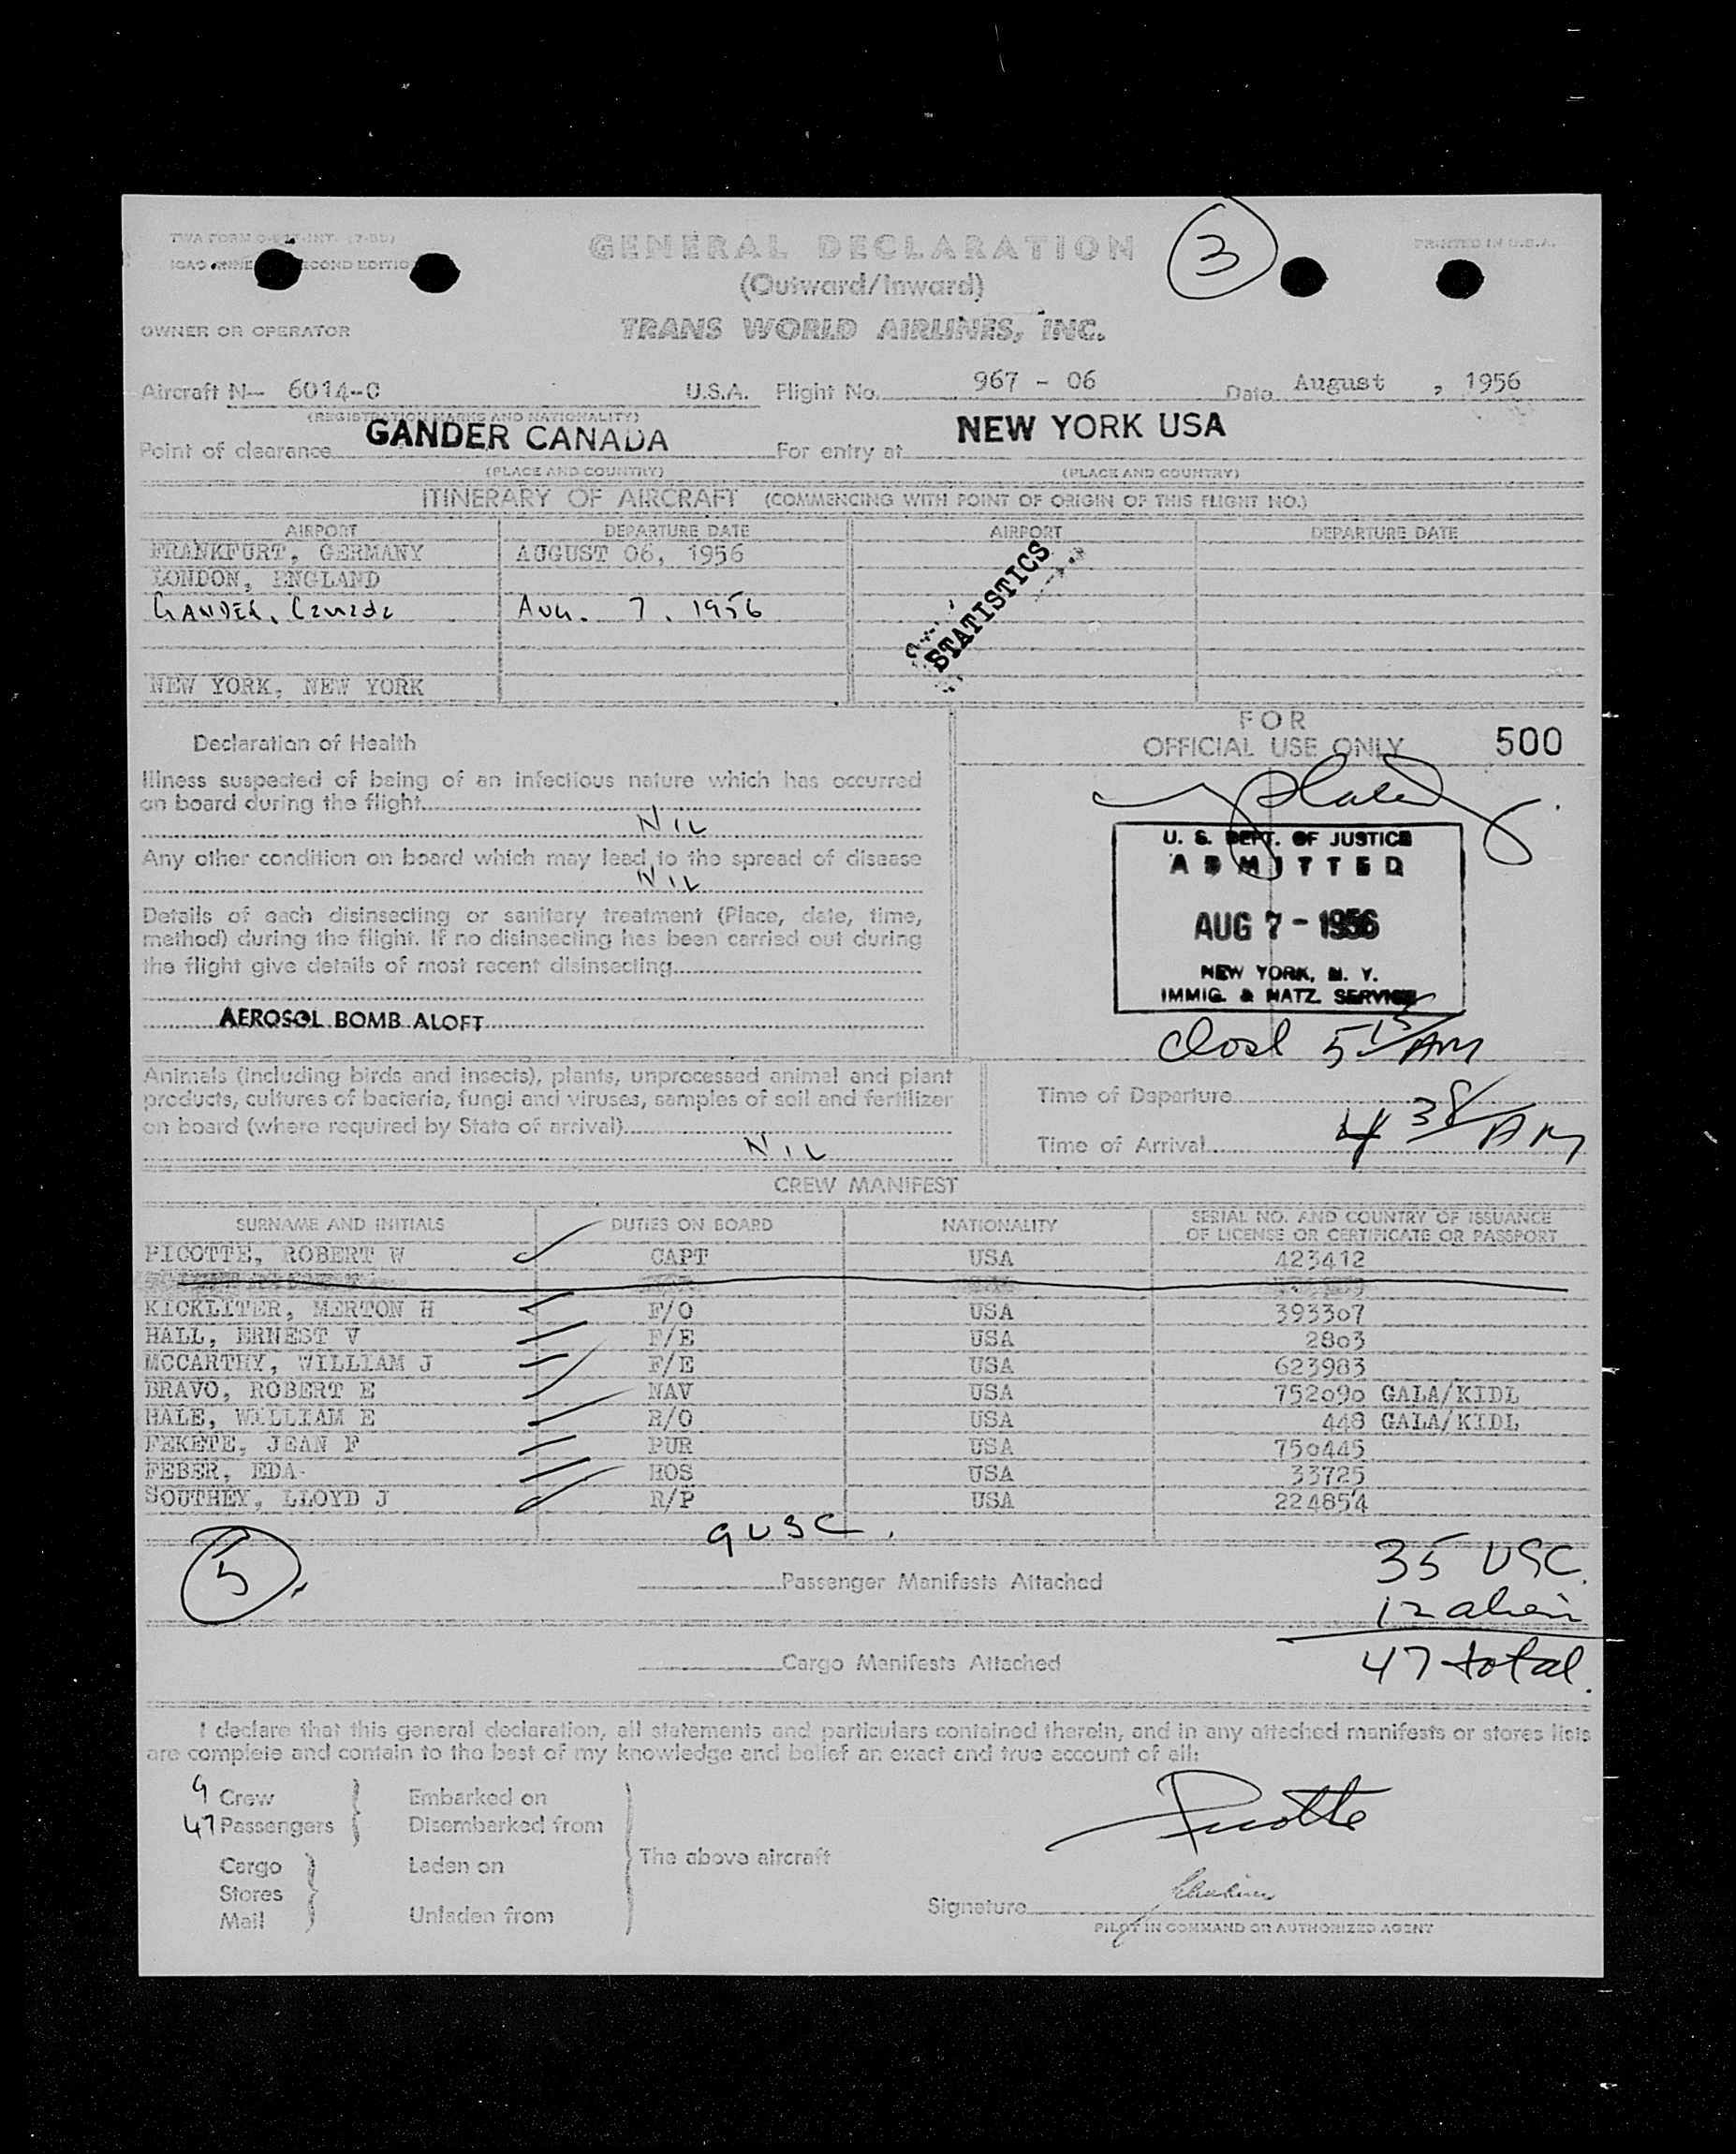 GENERAL DECLARATION
(Outward/Inward)
3
PRINTED IN U.S.A.
OWNER OR OPERATOR
TRANS WORLD AIRLINES, INC.
Aircraft N— 6014-C U.S.A. Flight No. 967 - 06 Date August , 1956
(REGISTRATION MARKS AND NATIONALITY)
Point of clearance GANDER CANADA For entry at NEW YORK USA
(PLACE AND COUNTRY) (PLACE AND COUNTRY)
ITINERARY OF AIRCRAFT (COMMENCING WITH POINT OF ORIGIN OF THIS FLIGHT NO.)
AIRPORT DEPARTURE DATE AIRPORT DEPARTURE DATE
FRANKFURT, GERMANY AUGUST 06, 1956
LONDON, ENGLAND
GANDER, Canada AUG. 7, 1956
STATISTICS
NEW YORK, NEW YORK
FOR
OFFICIAL USE ONLY 500
Declaration of Health
Illness suspected of being of an infectious nature which has occurred
on board during the flight
NIL
Any other condition on board which may lead to the spread of disease
NIL
Details of each disinsecting or sanitary treatment (Place, date, time,
method) during the flight. If no disinsecting has been carried out during
the flight give details of most recent disinsecting
AEROSOL BOMB ALOFT
U. S. DEPT. OF JUSTICE
ADMITTED
AUG 7 - 1956
NEW YORK, N. Y.
IMMIG. & NATZ. SERVICE
closd 5 15 AM
Animals (including birds and insects), plants, unprocessed animal and plant
products, cultures of bacteria, fungi and viruses, samples of soil and fertilizer
on board (where required by State of arrival)
NIL
Time of Departure
Time of Arrival 4 38 AM
CREW MANIFEST
SURNAME AND INITIALS DUTIES ON BOARD NATIONALITY SERIAL NO. AND COUNTRY OF ISSUANCE
OF LICENSE OR CERTIFICATE OR PASSPORT
PICOTTE, ROBERT W CAPT USA 423412
KICKLITER, MERTON H F/O USA 393307
HALL, ERNEST V F/E USA 2803
MCCARTHY, WILLIAM J F/E USA 623983
BRAVO, ROBERT E NAV USA 752090 GALA/KIDL
HALE, WILLIAM E R/O USA 448 GALA/KIDL
FEKETE, JEAN F PUR USA 750445
FEBER, EDA HOS USA 33725
SOUTHEY, LLOYD J R/P USA 224854
9 USC.
5
35 USC.
Passenger Manifests Attached
12 alien
Cargo Manifests Attached
47 total.
I declare that this general declaration, all statements and particulars contained therein, and in any attached manifests or stores lists
are complete and contain to the best of my knowledge and belief an exact and true account of all:
9 Crew Embarked on
47 Passengers Disembarked from
The above aircraft
Cargo Laden on
Stores
Mail Unladen from
Picotte
Signature
PILOT IN COMMAND OR AUTHORIZED AGENT